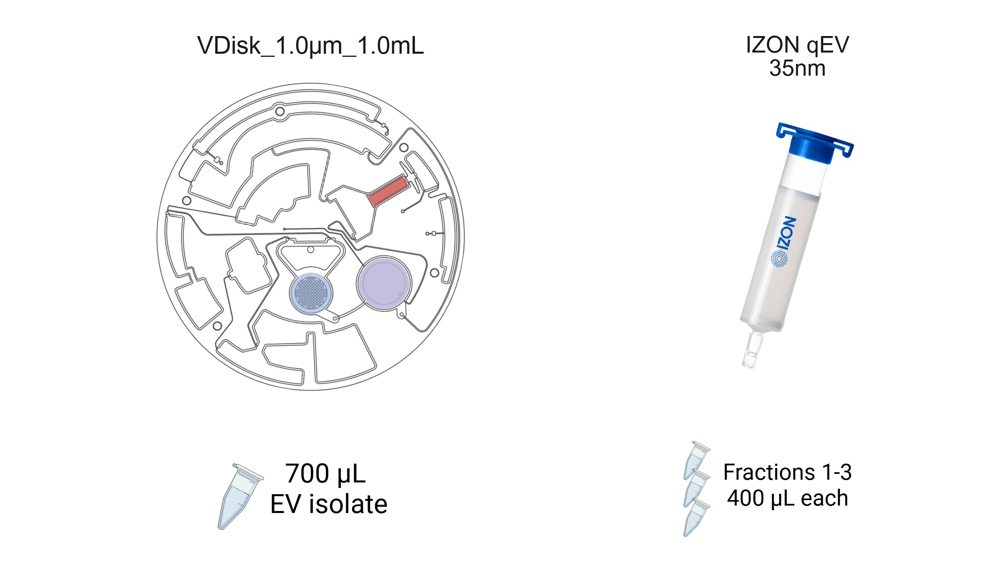 VDisk_1.0µm_1.0mL
IZON qEV
35nm
IZON
700 µL
EV isolate
Fractions 1-3
400 µL each